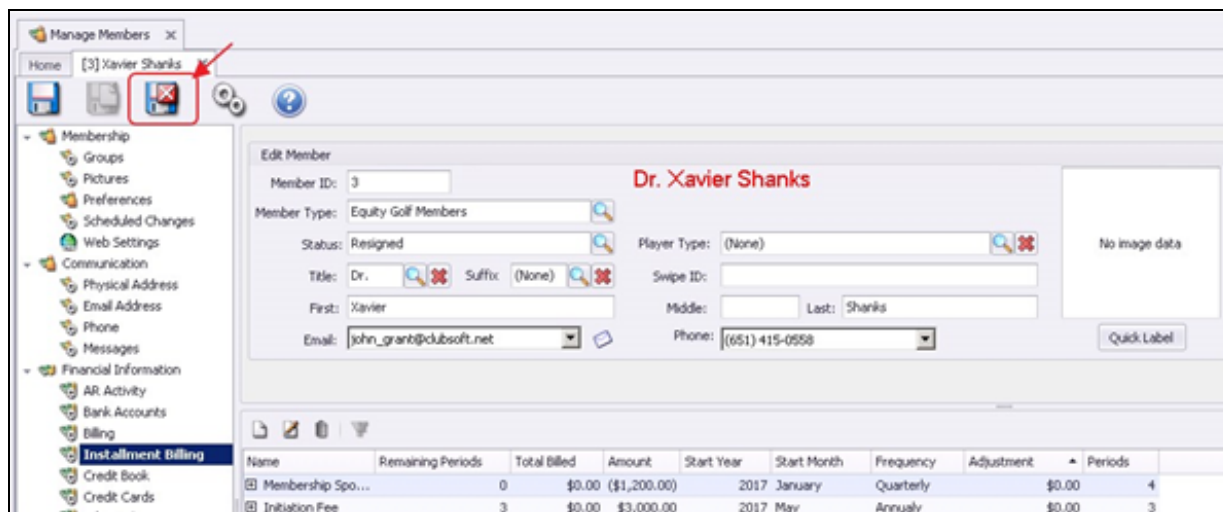 Manage Members
Home [3] Xavier Shanks
Membership
Groups
Pictures
Preferences
Scheduled Changes
Web Settings
Communication
Physical Address
Email Address
Phone
Messages
Financial Information
AR Activity
Bank Accounts
Billing
Installment Billing
Credit Book
Credit Cards
Edit Member
Dr. Xavier Shanks
Member ID: 3
Member Type: Equity Golf Members
Status: Resigned Player Type: (None) No image data
Title: Dr. Suffix (None) Swipe ID:
First: Xavier Middle: Last: Shanks
Email: john_grant@clubsoft.net Phone: (651) 415-0558 Quick Label
Name Remaining Periods Total Billed Amount Start Year Start Month Frequency Adjustment Periods
Membership Spo... 0 $0.00 ($1,200.00) 2017 January Quarterly $0.00 4
Initiation Fee 3 $0.00 $3,000.00 2017 May Annualy $0.00 3